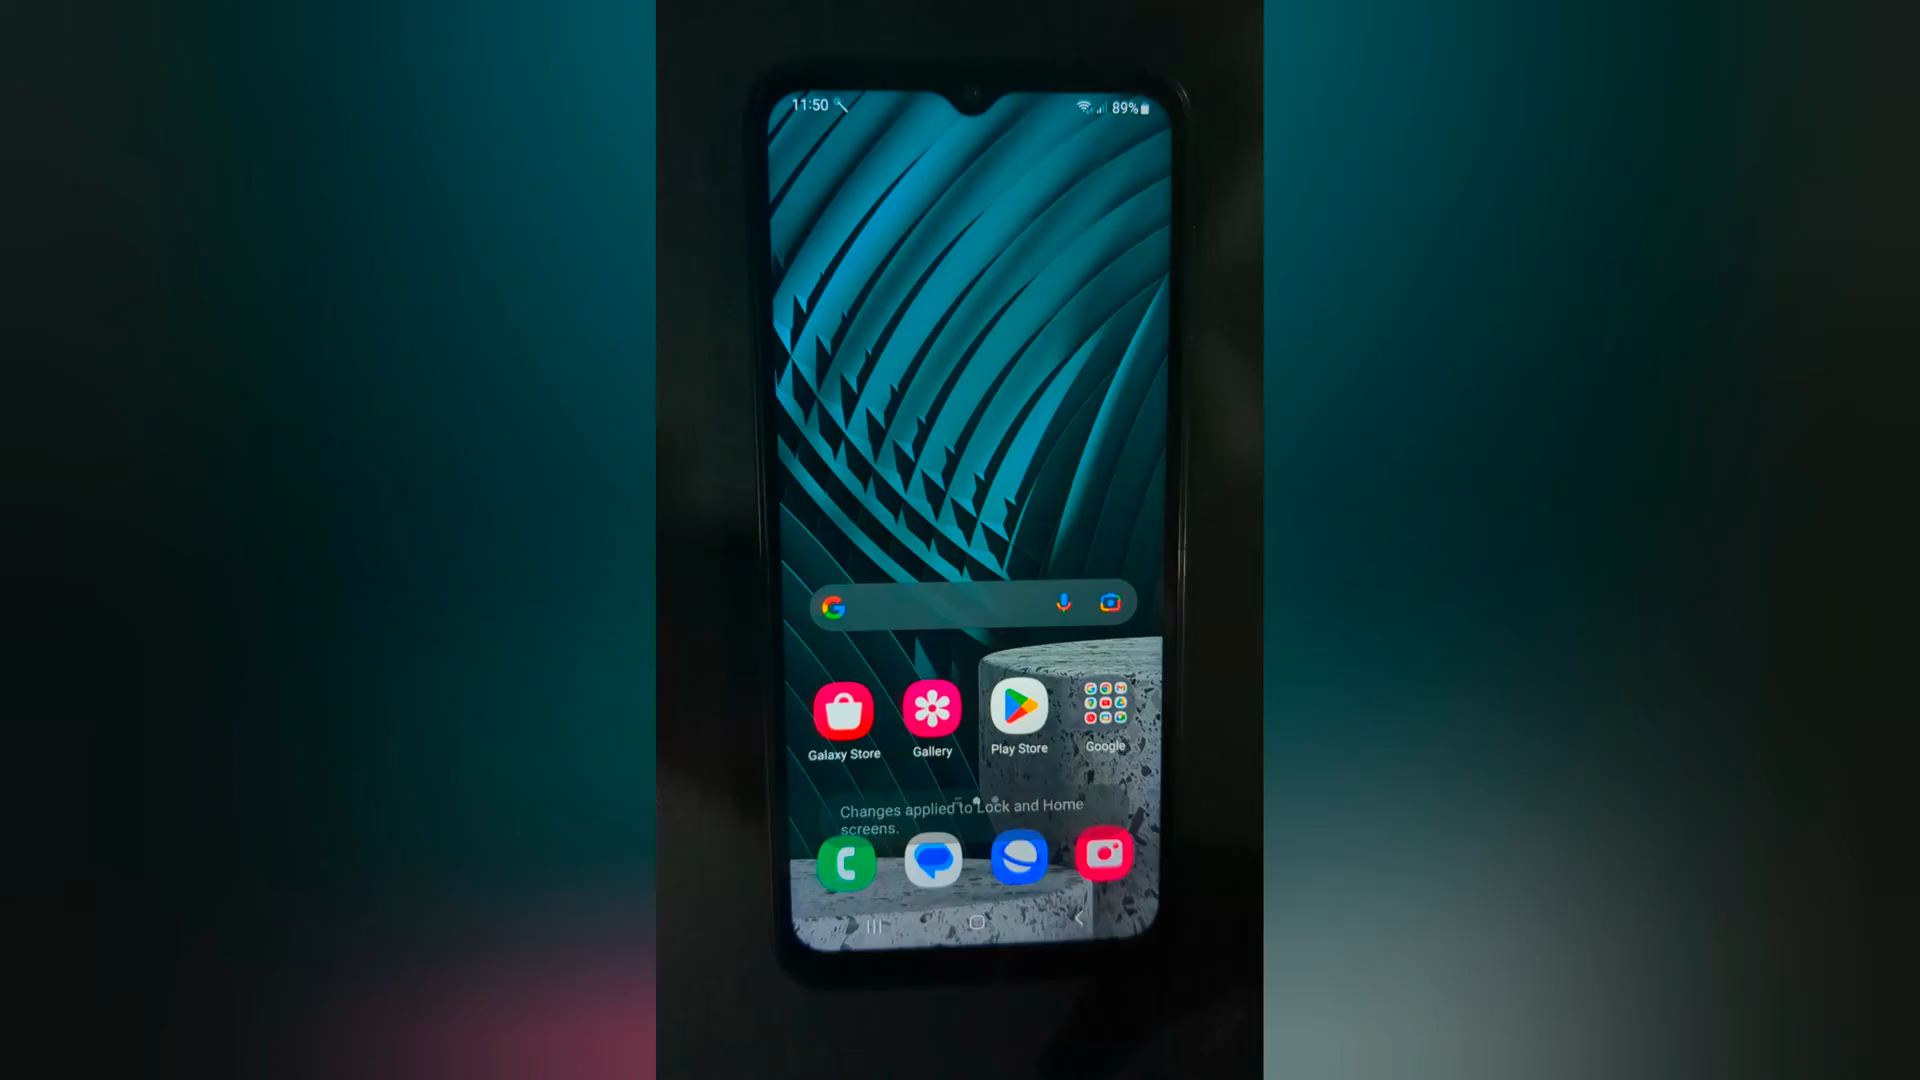 11:50
89%
Galaxy Store
Gallery
Play Store
Google
Changes applied to Lock and Home
screens.